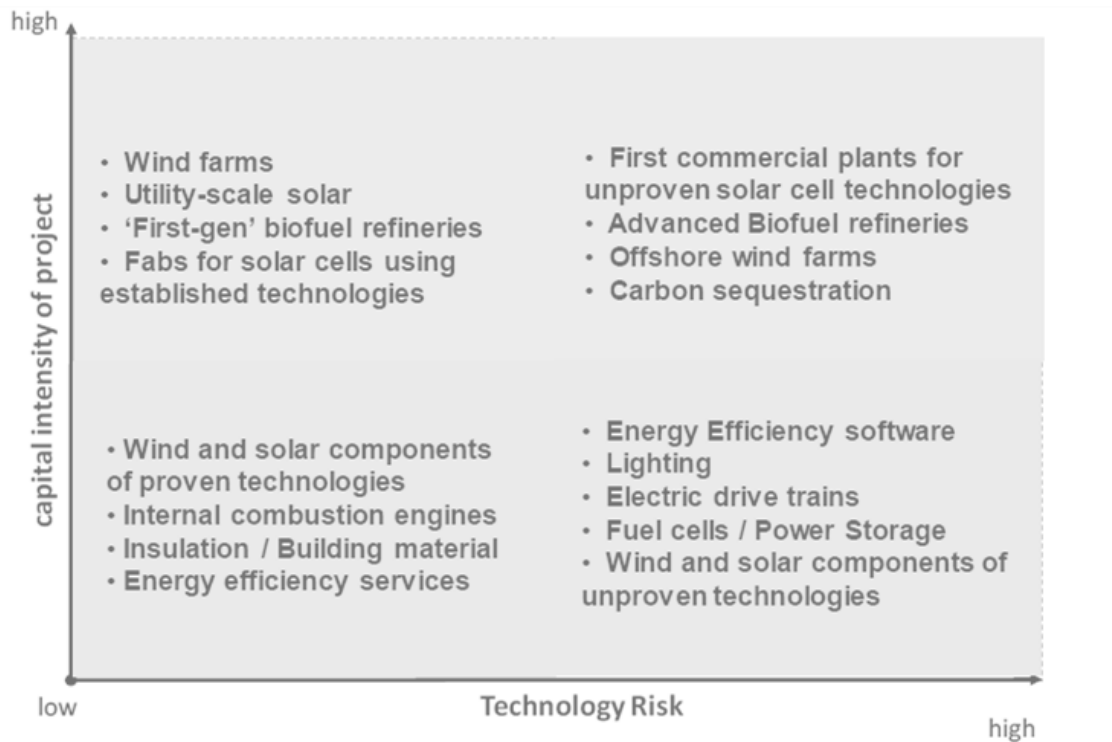 high
capital intensity of project
• Wind farms
• Utility-scale solar
• ‘First-gen’ biofuel refineries
• Fabs for solar cells using
established technologies
• First commercial plants for
unproven solar cell technologies
• Advanced Biofuel refineries
• Offshore wind farms
• Carbon sequestration
• Wind and solar components
of proven technologies
• Internal combustion engines
• Insulation / Building material
• Energy efficiency services
• Energy Efficiency software
• Lighting
• Electric drive trains
• Fuel cells / Power Storage
• Wind and solar components of
unproven technologies
low
Technology Risk
high